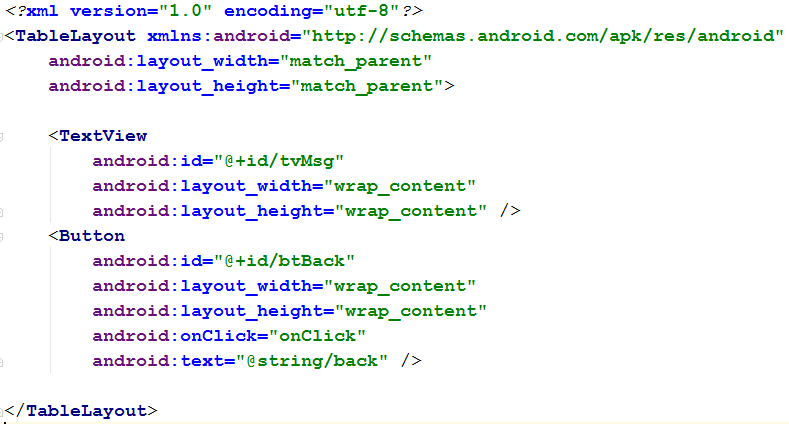 <?xml version="1.0" encoding="utf-8"?>
<TableLayout xmlns:android="http://schemas.android.com/apk/res/android"
    android:layout_width="match_parent"
    android:layout_height="match_parent">

    <TextView
        android:id="@+id/tvMsg"
        android:layout_width="wrap_content"
        android:layout_height="wrap_content" />
    <Button
        android:id="@+id/btBack"
        android:layout_width="wrap_content"
        android:layout_height="wrap_content"
        android:onClick="onClick"
        android:text="@string/back" />

</TableLayout>